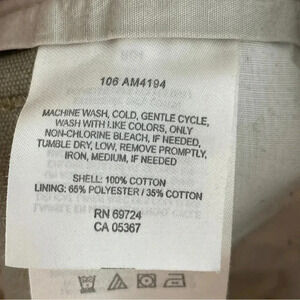 106 AM4194
MACHINE WASH, COLD, GENTLE CYCLE,
WASH WITH LIKE COLORS, ONLY
NON-CHLORINE BLEACH, IF NEEDED,
TUMBLE DRY, LOW, REMOVE PROMPTLY,
IRON, MEDIUM, IF NEEDED
SHELL: 100% COTTON
LINING: 65% POLYESTER / 35% COTTON
RN 69724
CA 05367